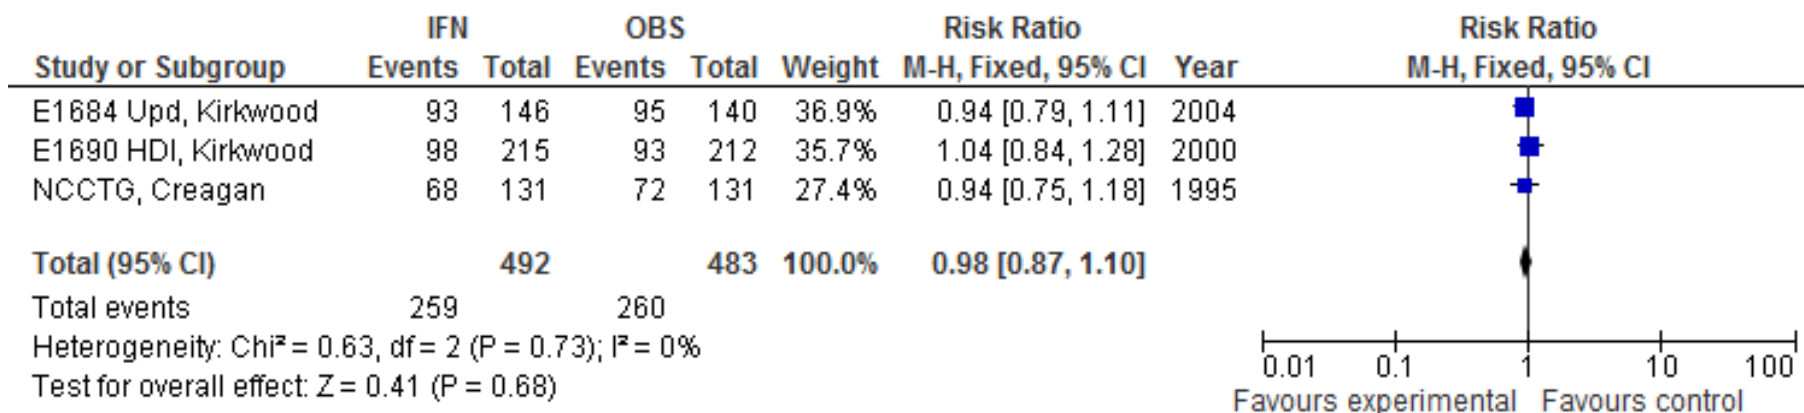 IFN OBS Risk Ratio Risk Ratio
Study or Subgroup Events Total Events Total Weight M-H, Fixed, 95% CI Year M-H, Fixed, 95% CI
E1684 Upd, Kirkwood 93 146 95 140 36.9% 0.94 [0.79, 1.11] 2004
E1690 HDI, Kirkwood 98 215 93 212 35.7% 1.04 [0.84, 1.28] 2000
NCCTG, Creagan 68 131 72 131 27.4% 0.94 [0.75, 1.18] 1995
Total (95% CI) 492 483 100.0% 0.98 [0.87, 1.10]
Total events 259 260
Heterogeneity: Chi² = 0.63, df = 2 (P = 0.73); I² = 0%
Test for overall effect: Z = 0.41 (P = 0.68)
0.01 0.1 1 10 100
Favours experimental Favours control